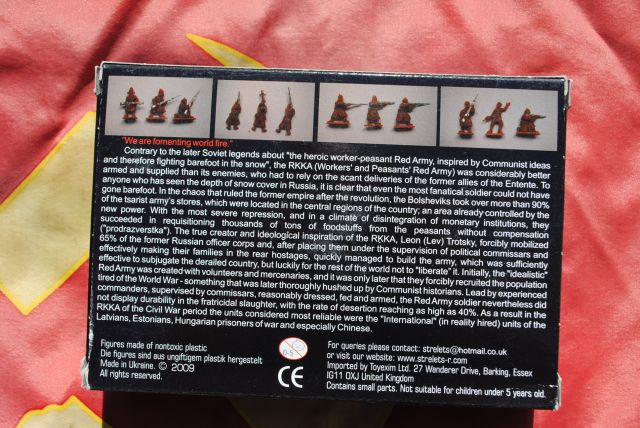 "We are fomenting world fire."
Contrary to the later Soviet legends about "the heroic worker-peasant Red Army, inspired by Communist ideas
and therefore fighting barefoot in the snow", the RKKA (Workers' and Peasants' Red Army) was considerably better
armed and supplied than its enemies, who had to rely on the scant deliveries of the former allies of the Entente. To
anyone who has seen the depth of snow cover in Russia, it is clear that even the most fanatical soldier could not have
gone barefoot. In the chaos that ruled the former empire after the revolution, the Bolsheviks took over more than 90%
of the tsarist army's stores, which were located in the central regions of the country; an area already controlled by the
new power. With the most severe repression, and in a climate of disintegration of monetary institutions, they
succeeded in requisitioning thousands of tons of foodstuffs from the peasants without compensation
("prodrazverstka"). The true creator and ideological inspiration of the RKKA, Leon (Lev) Trotsky, forcibly mobilized
65% of the former Russian officer corps and, after placing them under the supervision of political commissars and
effectively making their families in the rear hostages, quickly managed to build the army, which was sufficiently
effective to subjugate the derailed country, but luckily for the rest of the world not to "liberate" it. Initially, the "idealistic"
Red Army was created with volunteers and mercenaries, and it was only later that they forcibly recruited the population
tired of the World War - something that was later thoroughly hushed up by Communist historians. Lead by experienced
commanders, supervised by commissars, reasonably dressed, fed and armed, the Red Army soldier nevertheless did
not display durability in the fratricidal slaughter, with the rate of desertion reaching as high as 40%. As a result in the
RKKA of the Civil War period the units considered most reliable were the "International" (in reality hired) units of the
Latvians, Estonians, Hungarian prisoners of war and especially Chinese.
Figures made of nontoxic plastic
Die figures sind aus ungiftigem plastik hergestelt
Made in Ukraine. © 2009
All rights reserved.
0-5
CE
For queries please contact: strelets@hotmail.co.uk
or visit our website: www.strelets-r.com
Imported by Toyexim Ltd. 27 Wanderer Drive, Barking, Essex
IG11 OXJ United Kingdom
Contains small parts. Not suitable for children under 5 years old.